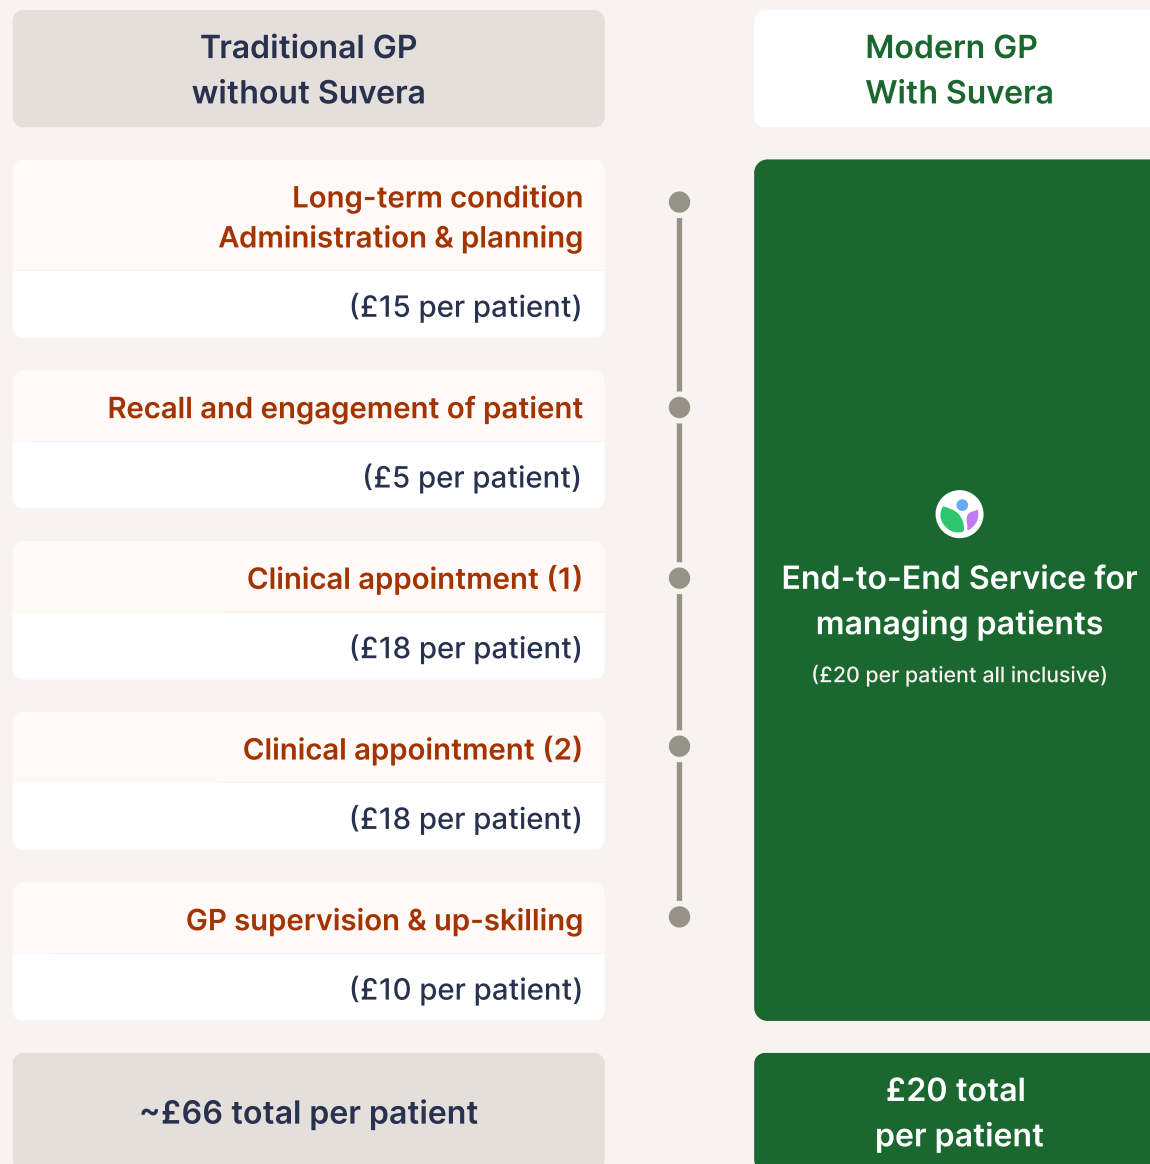 Traditional GP
without Suvera
Modern GP
With Suvera
Long-term condition
Administration & planning
(£15 per patient)
Recall and engagement of patient
(£5 per patient)
Clinical appointment (1)
(£18 per patient)
Clinical appointment (2)
(£18 per patient)
GP supervision & up-skilling
(£10 per patient)
~£66 total per patient
End-to-End Service for
managing patients
(£20 per patient all inclusive)
£20 total
per patient